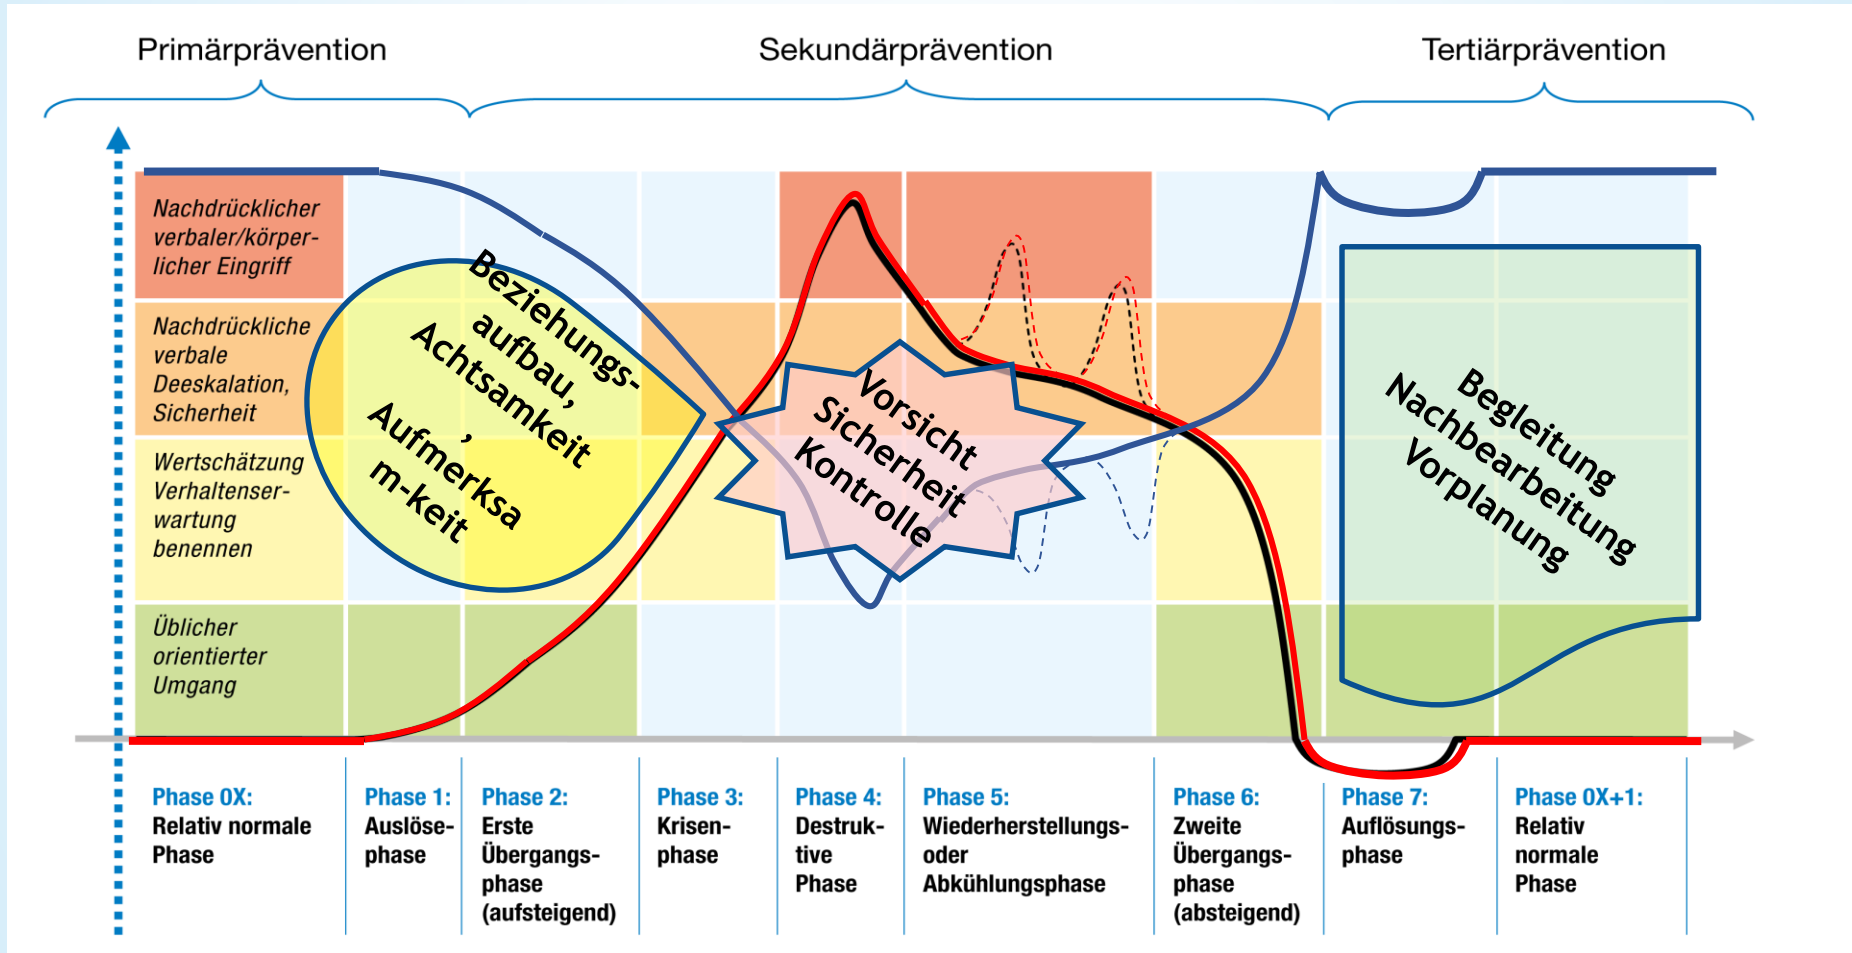 Primärprävention
Sekundärprävention
Tertiärprävention
Nachdrücklicher
verbaler/körper-
licher Eingriff
Nachdrückliche
verbale
Deeskalation,
Sicherheit
Wertschätzung
Verhaltenser-
wartung
benennen
Üblicher
orientierter
Umgang
Beziehungs-
aufbau,
Achtsamkeit
,
Aufmerksa
m-keit
Vorsicht
Sicherheit
Kontrolle
Begleitung
Nachbearbeitung
Vorplanung
Phase 0X:
Relativ normale
Phase
Phase 1:
Auslöse-
phase
Phase 2:
Erste
Übergangs-
phase
(aufsteigend)
Phase 3:
Krisen-
phase
Phase 4:
Destruk-
tive
Phase
Phase 5:
Wiederherstellungs-
oder
Abkühlungsphase
Phase 6:
Zweite
Übergangs-
phase
(absteigend)
Phase 7:
Auflösungs-
phase
Phase 0X+1:
Relativ
normale
Phase